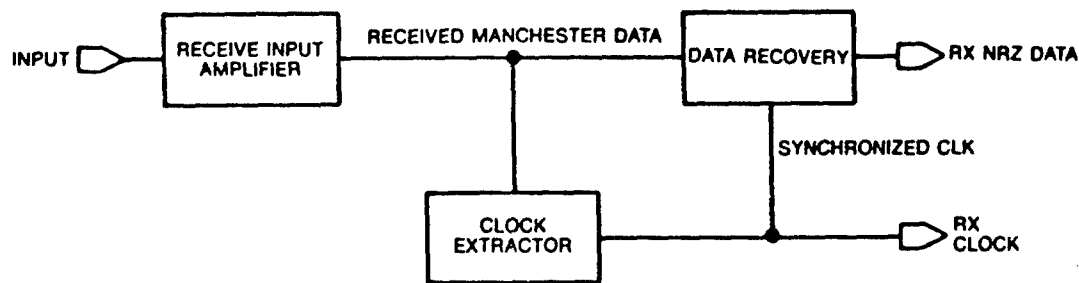 INPUT
RECEIVE INPUT
AMPLIFIER
RECEIVED MANCHESTER DATA
DATA RECOVERY
RX NRZ DATA
SYNCHRONIZED CLK
CLOCK
EXTRACTOR
RX
CLOCK